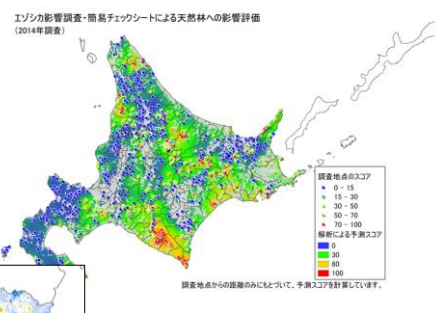 エゾシカ影響調査・簡易チェックシートによる天然林への影響評価
(2014年調査)
調査地点のスコア
0 - 15
15 - 30
30 - 50
50 - 70
70 - 100
解析による予測スコア
0
30
60
100
調査地点からの距離のみにもとづいて、予測スコアを計算しています。